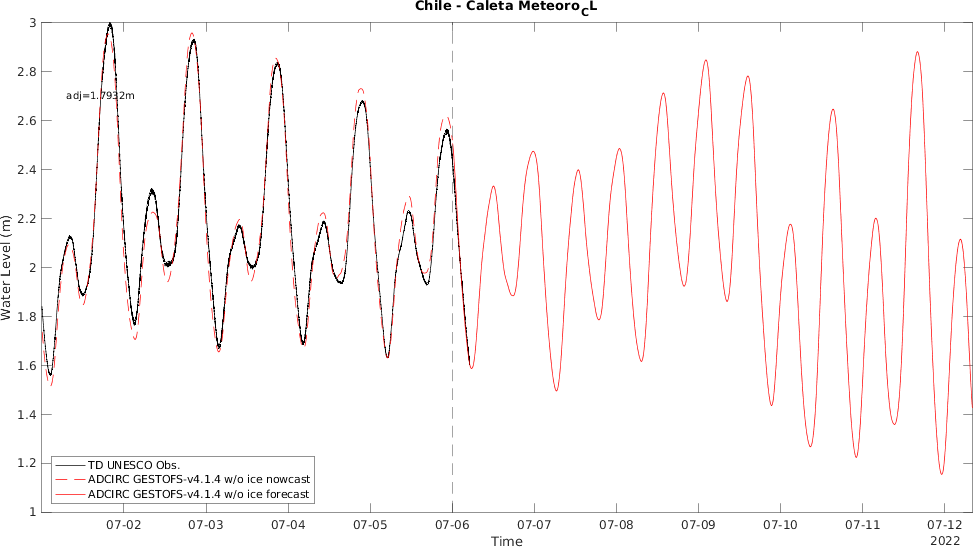 Chile - Caleta Meteoro_CL
3
2.8
adj=1.7932m
2.6
2.4
2.2
2
1.8
1.6
1.4
1.2
1
Water Level (m)
TD UNESCO Obs.
ADCIRC GESTOFS-v4.1.4 w/o ice nowcast
ADCIRC GESTOFS-v4.1.4 w/o ice forecast
07-02 07-03 07-04 07-05 07-06 07-07 07-08 07-09 07-10 07-11 07-12
Time
2022